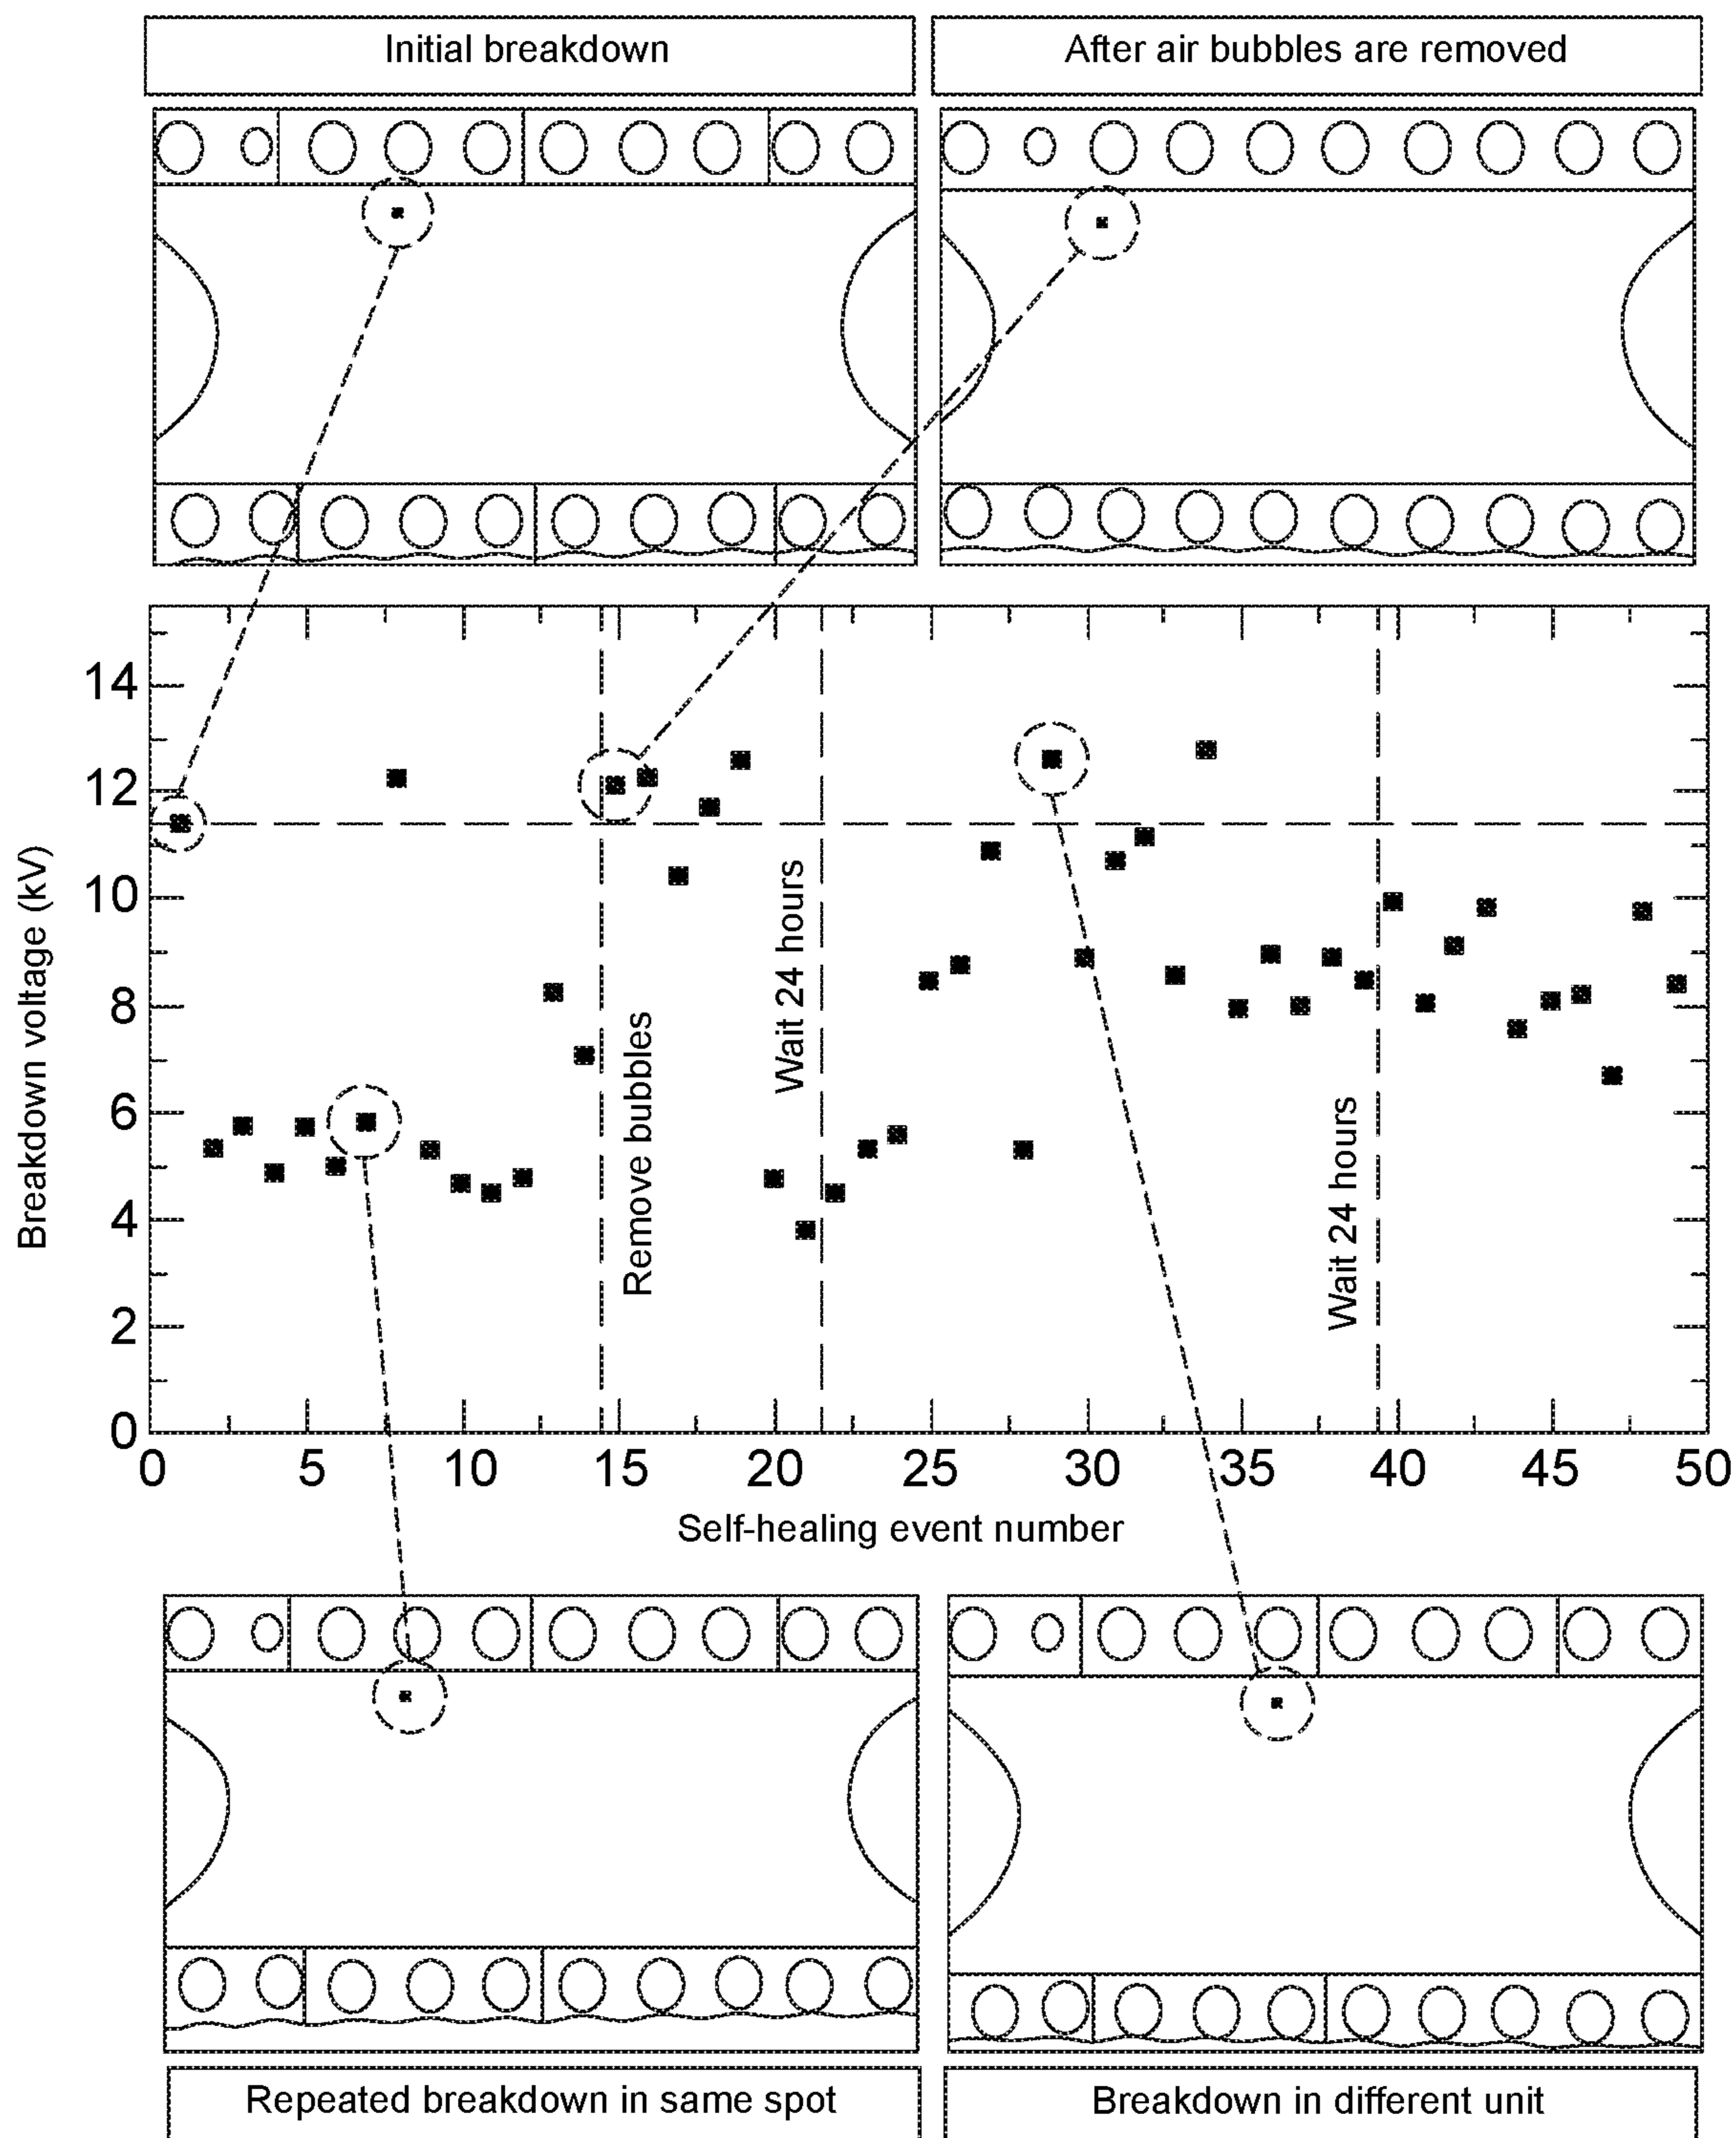 Initial breakdown
After air bubbles are removed
14
12
10
8
6
4
2
0
Breakdown voltage (kV)
Remove bubbles
Wait 24 hours
Wait 24 hours
0 5 10 15 20 25 30 35 40 45 50
Self-healing event number
Repeated breakdown in same spot
Breakdown in different unit